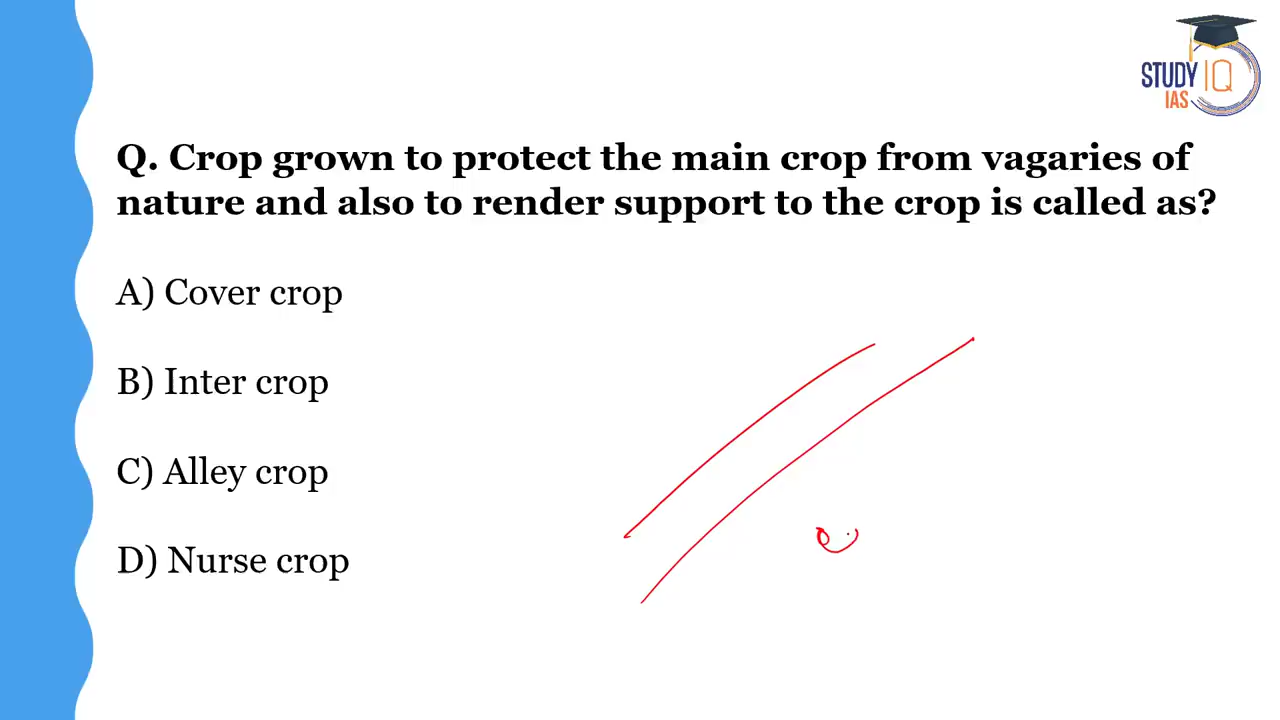 STUDY IQ
IAS
Q. Crop grown to protect the main crop from vagaries of
nature and also to render support to the crop is called as?
A) Cover crop
B) Inter crop
C) Alley crop
D) Nurse crop